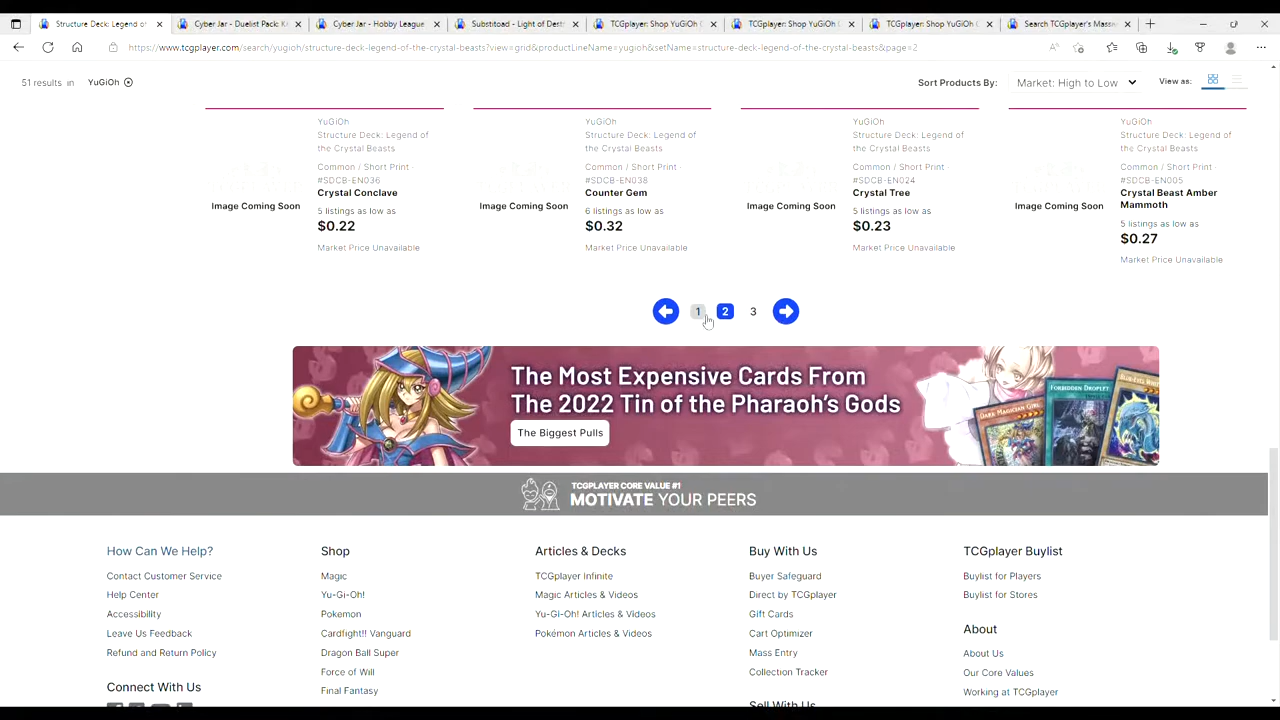 Structure Deck: Legend of
Cyber Jar - Duelist Pack: K
Cyber Jar - Hobby League
Substitoad - Light of Dest
TCGplayer: Shop YuGiOh
TCGplayer: Shop YuGiOh
TCGplayer: Shop YuGiOh
Search TCGplayer's Mass
https://www.tcgplayer.com/search/yugioh/structure-deck-legend-of-the-crystal-beasts?view=grid&productLineName=yugioh&setName=structure-deck-legend-of-the-crystal-beasts&page=2
51 results in
YuGiOh
Sort Products By:
Market: High to Low
View as:
Image Coming Soon
YuGiOh
Structure Deck: Legend of
the Crystal Beasts
Common / Short Print ·
#SDCB-EN036
Crystal Conclave
5 listings as low as
$0.22
Market Price Unavailable
Image Coming Soon
YuGiOh
Structure Deck: Legend of
the Crystal Beasts
Common / Short Print ·
#SDCB-EN038
Counter Gem
6 listings as low as
$0.32
Market Price Unavailable
Image Coming Soon
YuGiOh
Structure Deck: Legend of
the Crystal Beasts
Common / Short Print ·
#SDCB-EN024
Crystal Tree
5 listings as low as
$0.23
Market Price Unavailable
Image Coming Soon
YuGiOh
Structure Deck: Legend of
the Crystal Beasts
Common / Short Print ·
#SDCB-EN005
Crystal Beast Amber
Mammoth
5 listings as low as
$0.27
Market Price Unavailable
1 2 3
The Most Expensive Cards From
The 2022 Tin of the Pharaoh's Gods
The Biggest Pulls
DARK MAGICIAN GIRL
FORBIDDEN DROPLET
TCGPLAYER CORE VALUE #1
MOTIVATE YOUR PEERS
How Can We Help?
Contact Customer Service
Help Center
Accessibility
Leave Us Feedback
Refund and Return Policy
Connect With Us
Shop
Magic
Yu-Gi-Oh!
Pokemon
Cardfight!! Vanguard
Dragon Ball Super
Force of Will
Final Fantasy
Articles & Decks
TCGplayer Infinite
Magic Articles & Videos
Yu-Gi-Oh! Articles & Videos
Pokémon Articles & Videos
Buy With Us
Buyer Safeguard
Direct by TCGplayer
Gift Cards
Cart Optimizer
Mass Entry
Collection Tracker
Sell With Us
TCGplayer Buylist
Buylist for Players
Buylist for Stores
About
About Us
Our Core Values
Working at TCGplayer